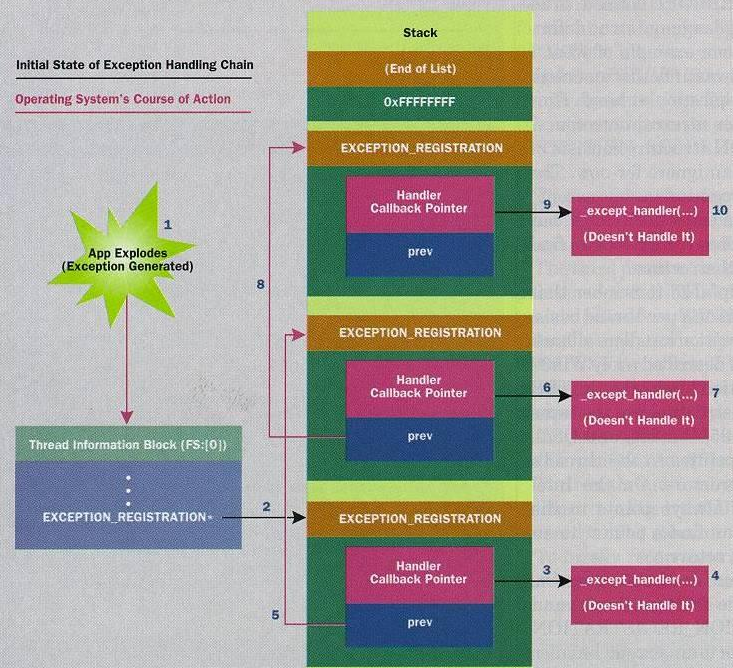 Initial State of Exception Handling Chain
Operating System's Course of Action
Stack
(End of List)
0xFFFFFFFF
EXCEPTION_REGISTRATION
Handler
Callback Pointer
prev
9
_except_handler(...)
(Doesn't Handle It)
10
1
App Explodes
(Exception Generated)
8
EXCEPTION_REGISTRATION
Handler
Callback Pointer
prev
6
_except_handler(...)
(Doesn't Handle It)
7
Thread Information Block (FS:[0])
EXCEPTION_REGISTRATION*
2
EXCEPTION_REGISTRATION
Handler
Callback Pointer
prev
3
_except_handler(...)
(Doesn't Handle It)
4
5